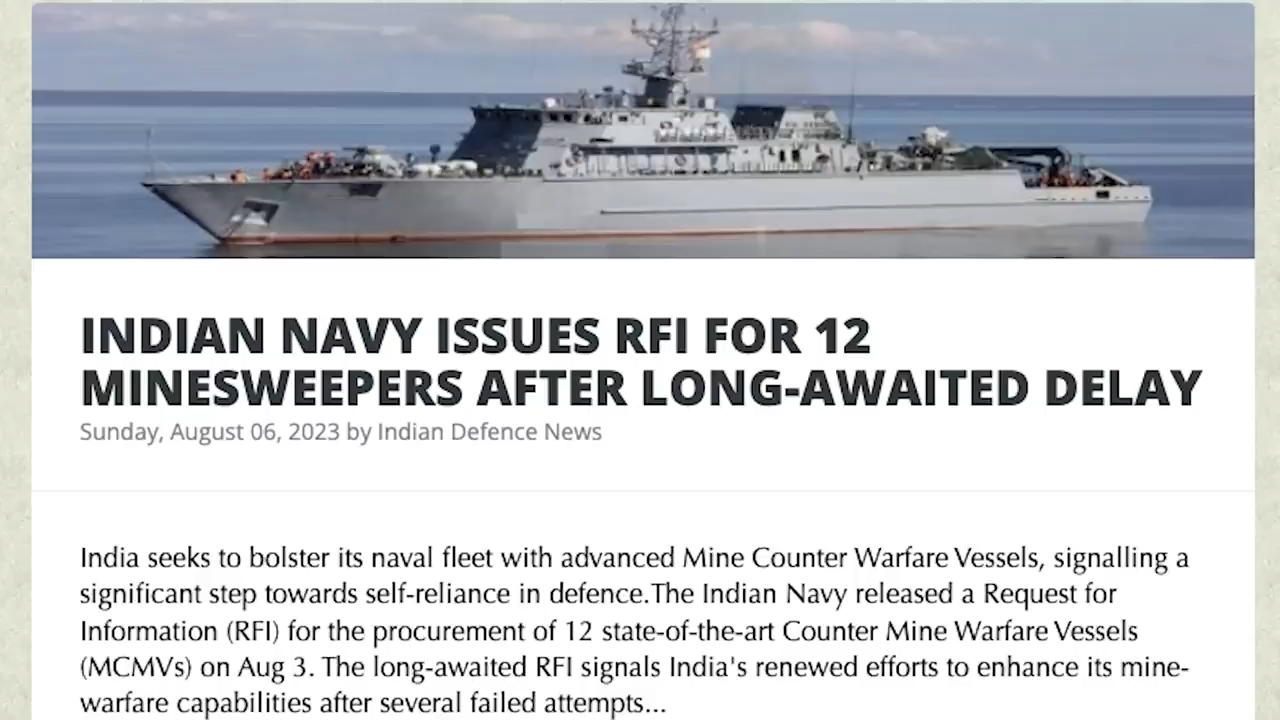 INDIAN NAVY ISSUES RFI FOR 12
MINESWEEPERS AFTER LONG-AWAITED DELAY
Sunday, August 06, 2023 by Indian Defence News
India seeks to bolster its naval fleet with advanced Mine Counter Warfare Vessels, signalling a
significant step towards self-reliance in defence.The Indian Navy released a Request for
Information (RFI) for the procurement of 12 state-of-the-art Counter Mine Warfare Vessels
(MCMVs) on Aug 3. The long-awaited RFI signals India's renewed efforts to enhance its mine-
warfare capabilities after several failed attempts...